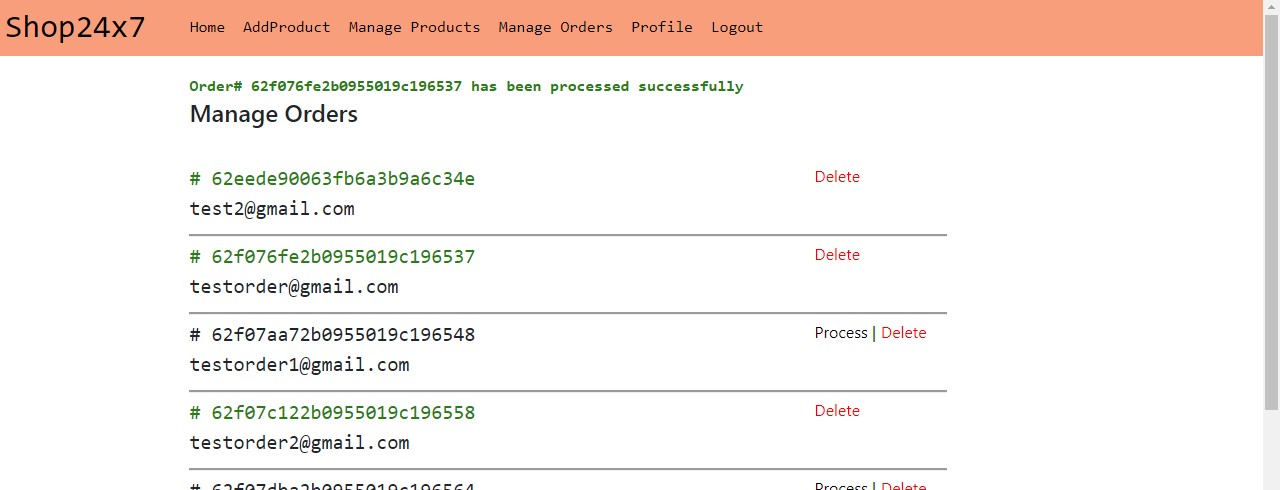 Shop24x7 Home AddProduct Manage Products Manage Orders Profile Logout
Order# 62f076fe2b0955019c196537 has been processed successfully
Manage Orders
# 62eede90063fb6a3b9a6c34e Delete
test2@gmail.com
# 62f076fe2b0955019c196537 Delete
testorder@gmail.com
# 62f07aa72b0955019c196548 Process | Delete
testorder1@gmail.com
# 62f07c122b0955019c196558 Delete
testorder2@gmail.com
# 62f07dba2b0955019c196564 Process | Delete